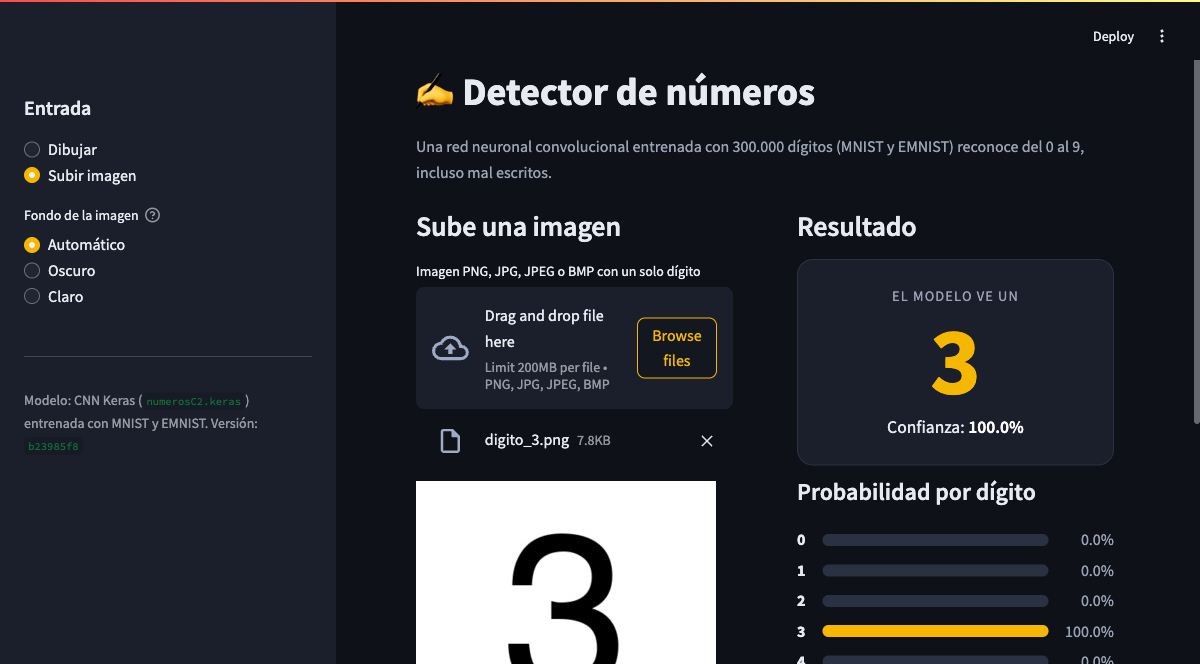 Deploy
Entrada
Dibujar
Subir imagen
Fondo de la imagen
Automático
Oscuro
Claro
Modelo: CNN Keras ( numerosC2.keras )
entrenada con MNIST y EMNIST. Versión:
b23985f8
✍️ Detector de números
Una red neuronal convolucional entrenada con 300.000 dígitos (MNIST y EMNIST) reconoce del 0 al 9,
incluso mal escritos.
Sube una imagen
Imagen PNG, JPG, JPEG o BMP con un solo dígito
Drag and drop file
here
Limit 200MB per file •
PNG, JPG, JPEG, BMP
Browse
files
digito_3.png 7.8KB
3
Resultado
EL MODELO VE UN
3
Confianza: 100.0%
Probabilidad por dígito
0 0.0%
1 0.0%
2 0.0%
3 100.0%
4 0.0%